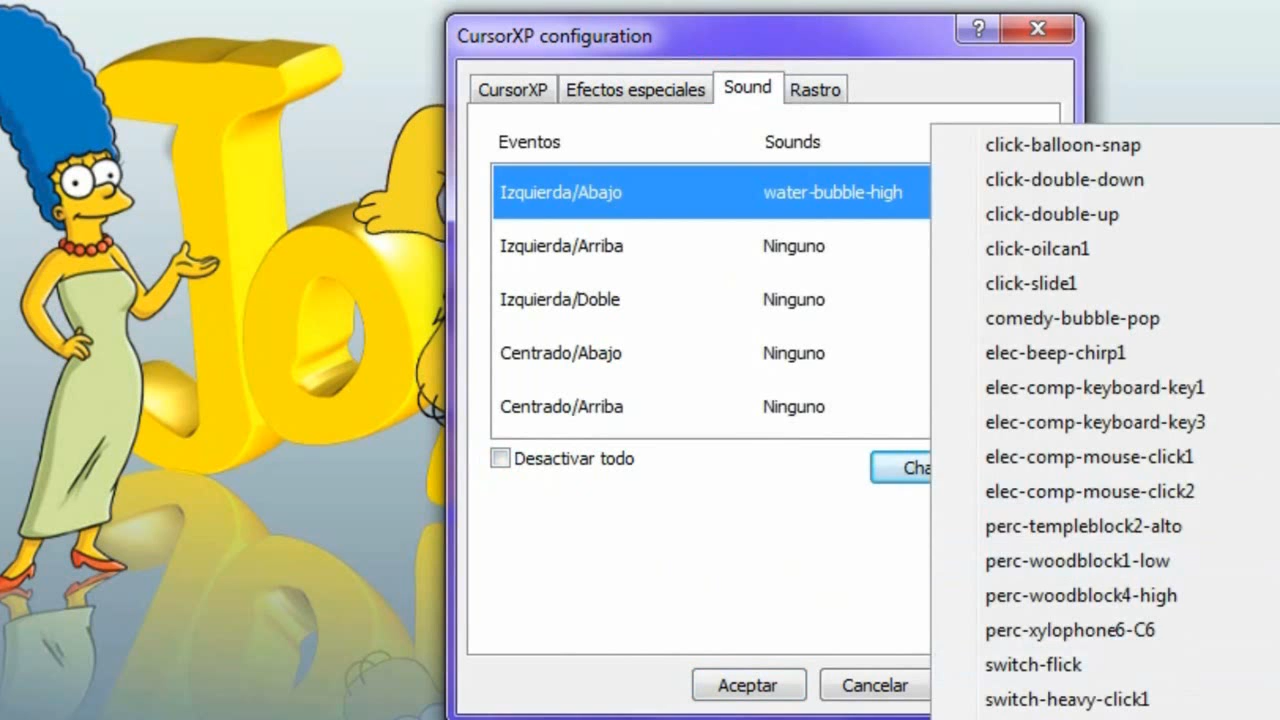 Jo
CursorXP configuration
?
CursorXP Efectos especiales Sound Rastro
Eventos Sounds
Izquierda/Abajo water-bubble-high
Izquierda/Arriba Ninguno
Izquierda/Doble Ninguno
Centrado/Abajo Ninguno
Centrado/Arriba Ninguno
Desactivar todo
Cha
Aceptar Cancelar
click-balloon-snap
click-double-down
click-double-up
click-oilcan1
click-slide1
comedy-bubble-pop
elec-beep-chirp1
elec-comp-keyboard-key1
elec-comp-keyboard-key3
elec-comp-mouse-click1
elec-comp-mouse-click2
perc-templeblock2-alto
perc-woodblock1-low
perc-woodblock4-high
perc-xylophone6-C6
switch-flick
switch-heavy-click1